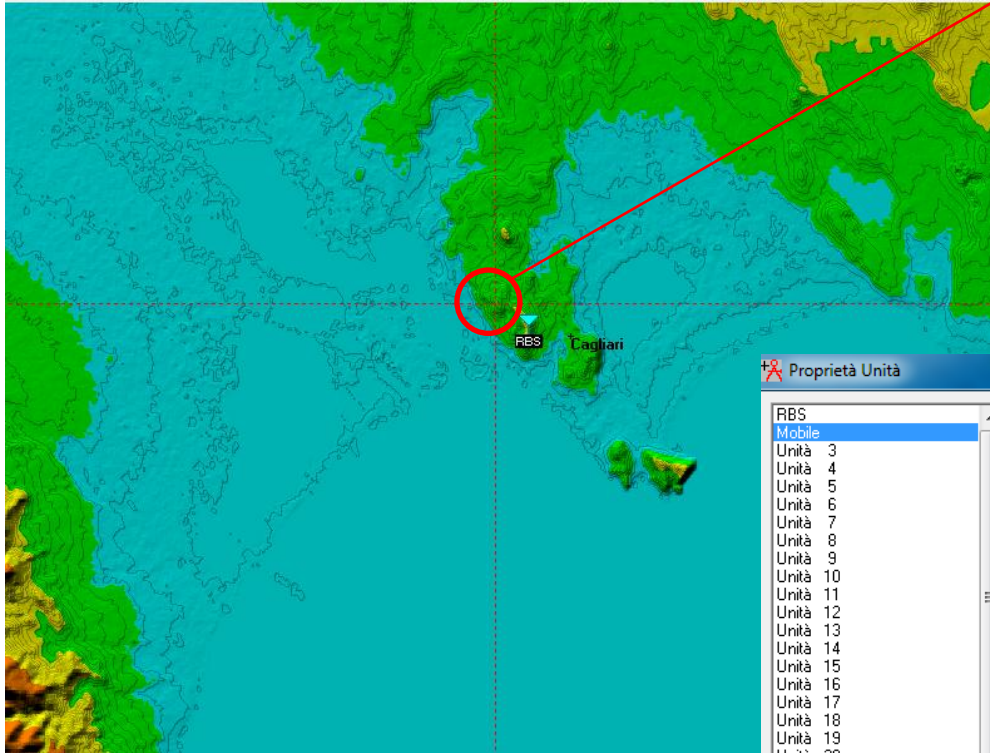 RBS
Cagliari
Proprietà Unità
RBS
Mobile
Unità 3
Unità 4
Unità 5
Unità 6
Unità 7
Unità 8
Unità 9
Unità 10
Unità 11
Unità 12
Unità 13
Unità 14
Unità 15
Unità 16
Unità 17
Unità 18
Unità 19